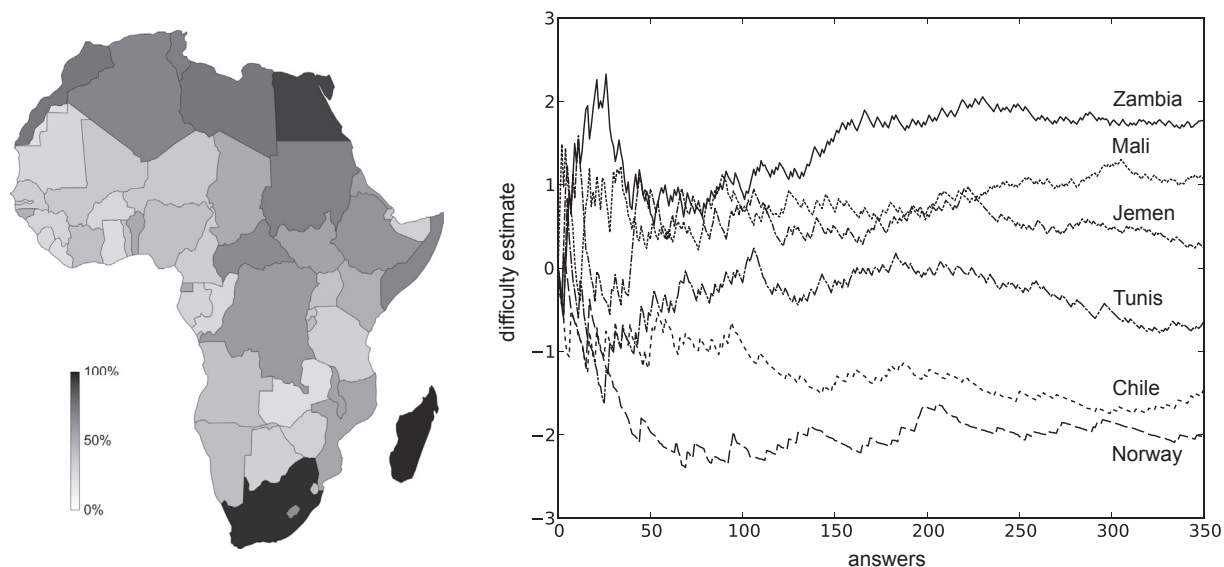 100%
50%
0%
3
2
1
0
−1
−2
−3
difficulty estimate
Zambia
Mali
Jemen
Tunis
Chile
Norway
0 50 100 150 200 250 300 350
answers